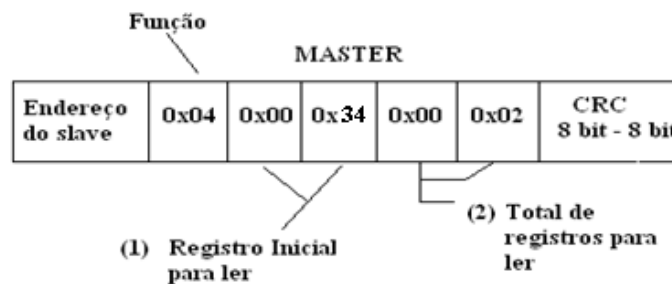 Função
MASTER
Endereço
do slave
0x04
0x00
0x34
0x00
0x02
CRC
8 bit - 8 bit
(1) Registro Inicial
para ler
(2) Total de
registros para
ler